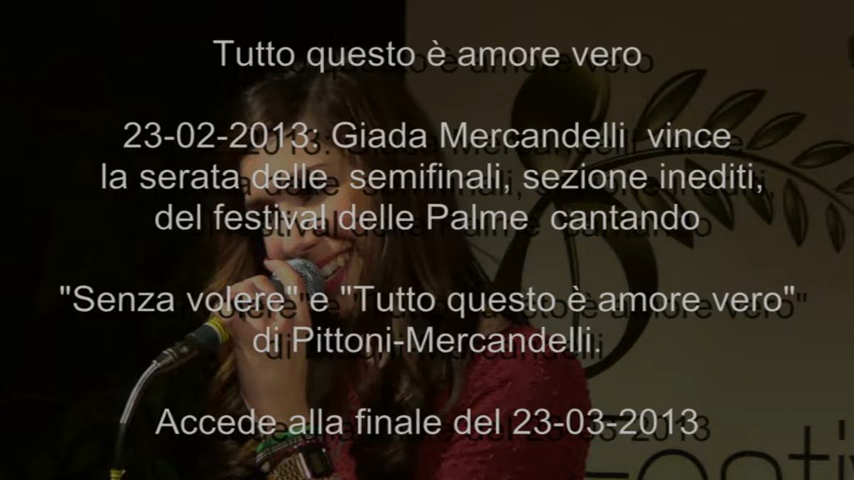 Tutto questo è amore vero
23-02-2013: Giada Mercandelli vince
la serata delle semifinali, sezione inediti,
del festival delle Palme cantando
"Senza volere" e "Tutto questo è amore vero"
di Pittoni-Mercandelli.
Accede alla finale del 23-03-2013